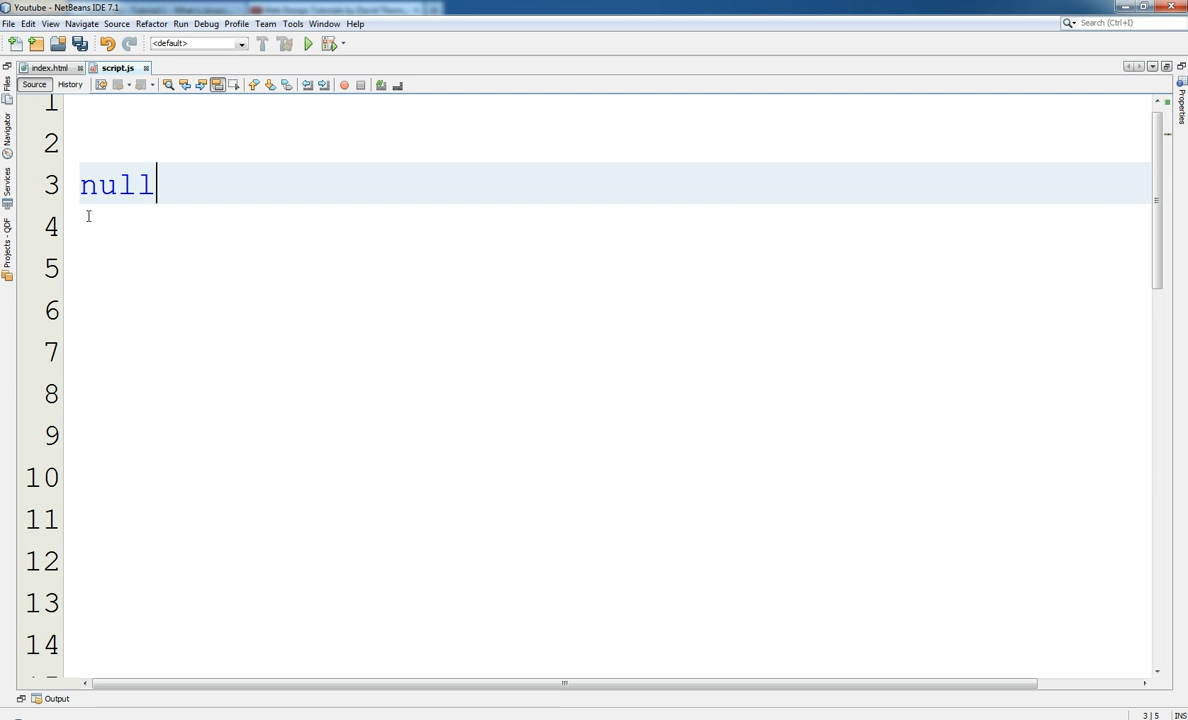 Youtube - NetBeans IDE 7.1
File Edit View Navigate Source Refactor Run Debug Profile Team Tools Window Help
<default>
Search (Ctrl+I)
index.html
script.js
Source History
Files
Navigator
Services
Projects - QDF
Properties
1
2
3 null
4
5
6
7
8
9
10
11
12
13
14
Output
3 | 5 INS